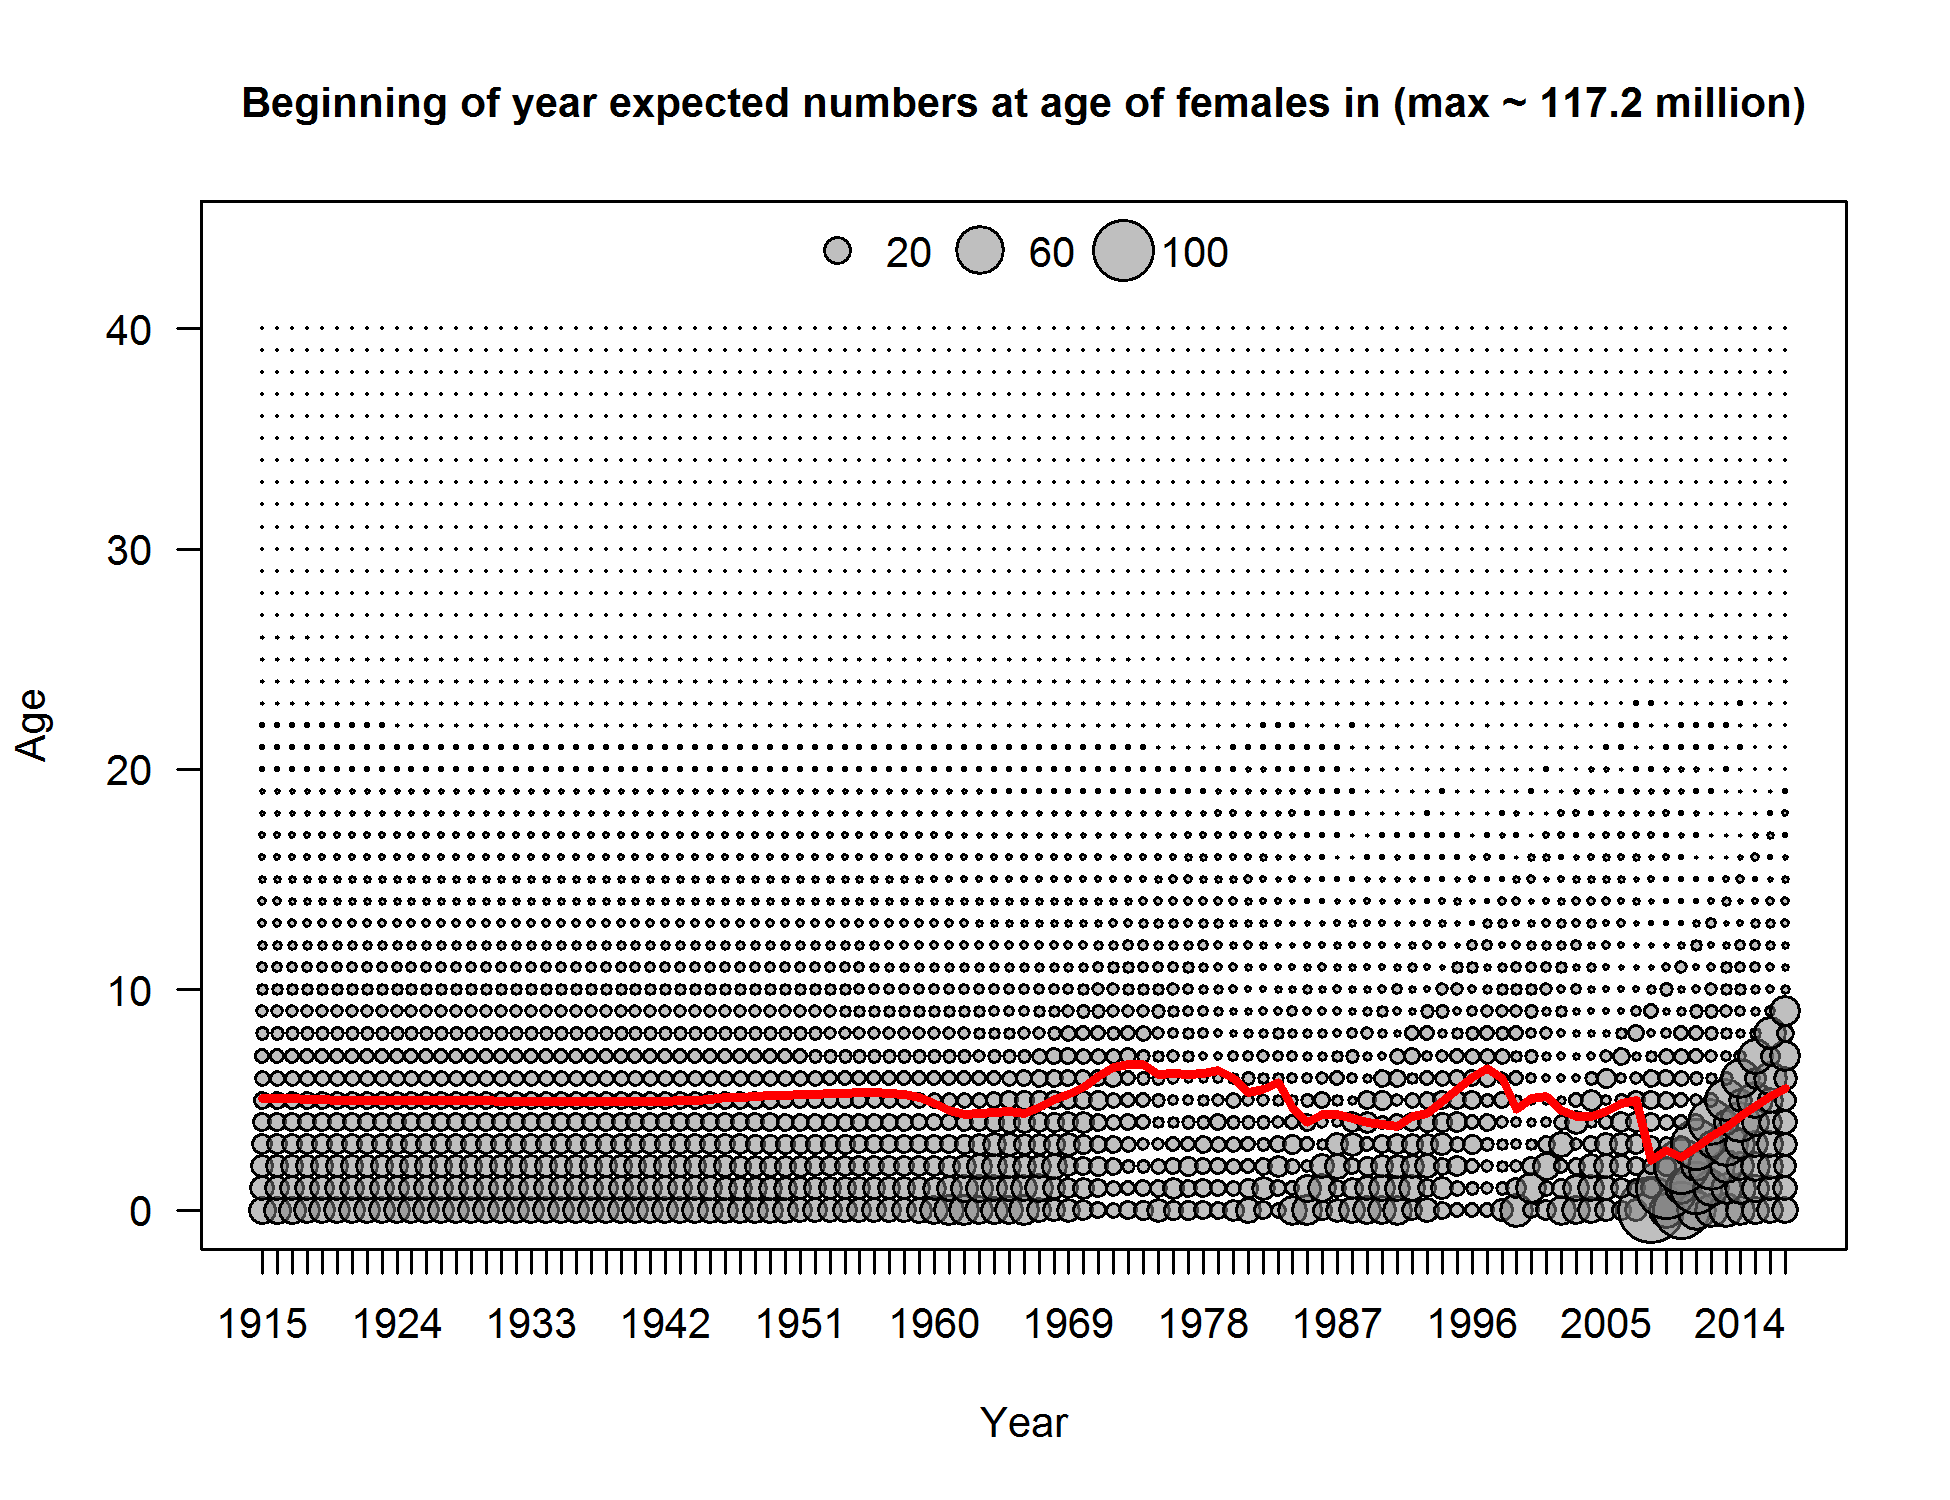 Beginning of year expected numbers at age of females in (max ~ 117.2 million)
20 60 100
40
30
20
10
0
Age
1915 1924 1933 1942 1951 1960 1969 1978 1987 1996 2005 2014
Year